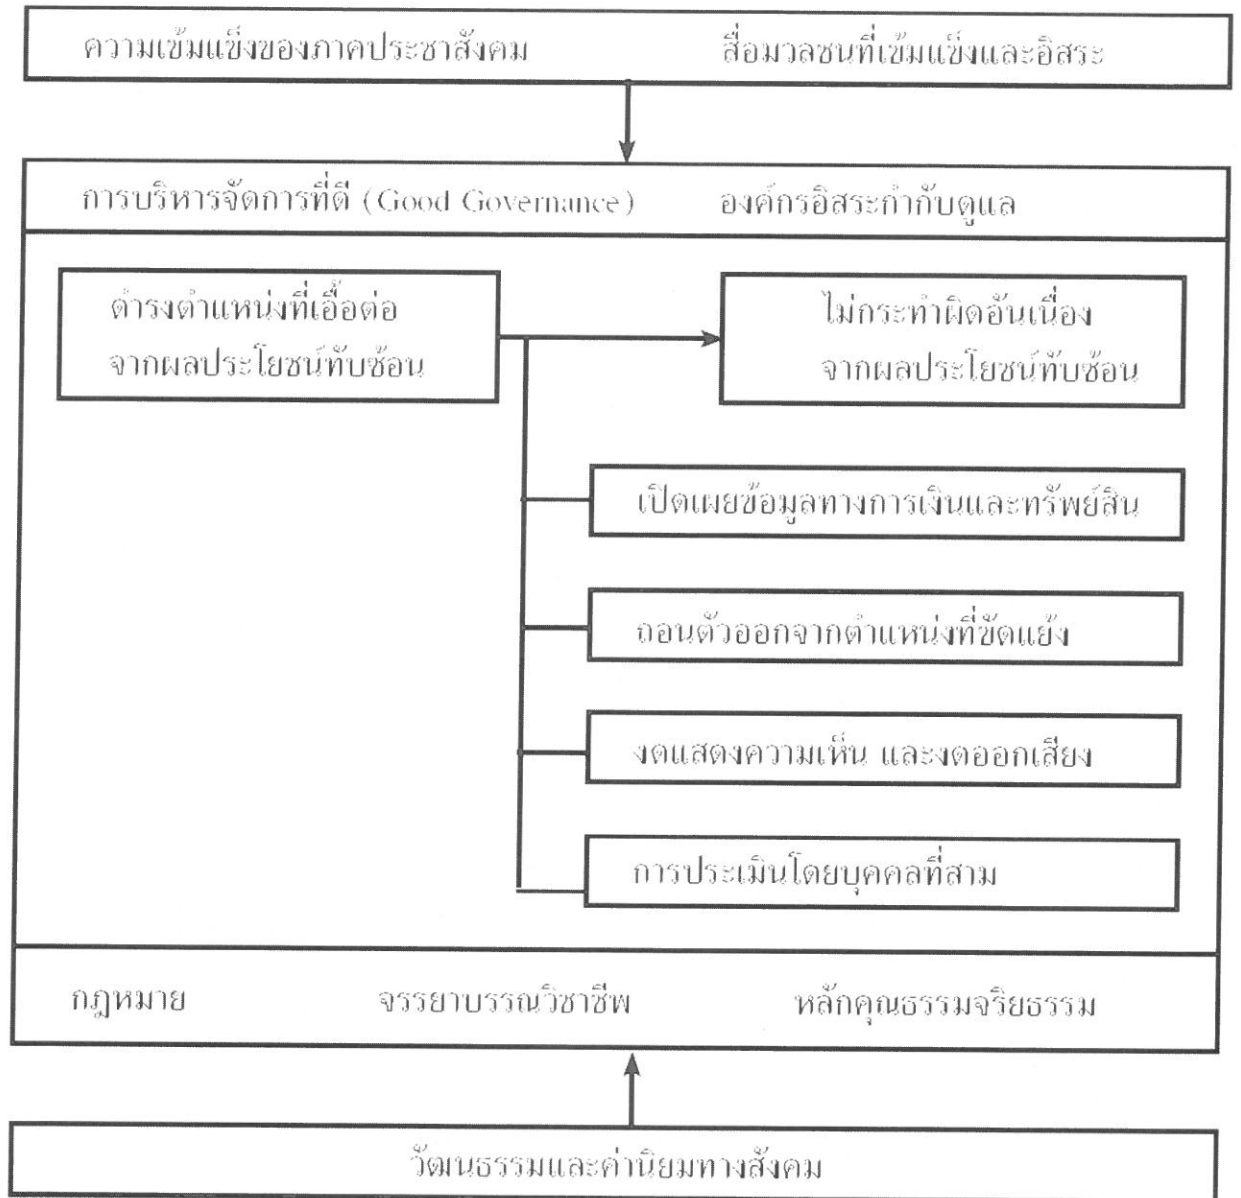 ความเข้มแข็งของภาคประชาสังคม สื่อมวลชนที่เข้มแข็งและอิสระ
การบริหารจัดการที่ดี (Good Governance) องค์กรอิสระกำกับดูแล
ดำรงตำแหน่งที่เอื้อต่อ
จากผลประโยชน์ทับซ้อน
ไม่กระทำผิดอันเนื่อง
จากผลประโยชน์ทับซ้อน
เปิดเผยข้อมูลทางการเงินและทรัพย์สิน
ถอนตัวออกจากตำแหน่งที่ขัดแย้ง
งดแสดงความเห็น และงดออกเสียง
การประเมินโดยบุคคลที่สาม
กฎหมาย จรรยาบรรณวิชาชีพ หลักคุณธรรมจริยธรรม
วัฒนธรรมและค่านิยมทางสังคม